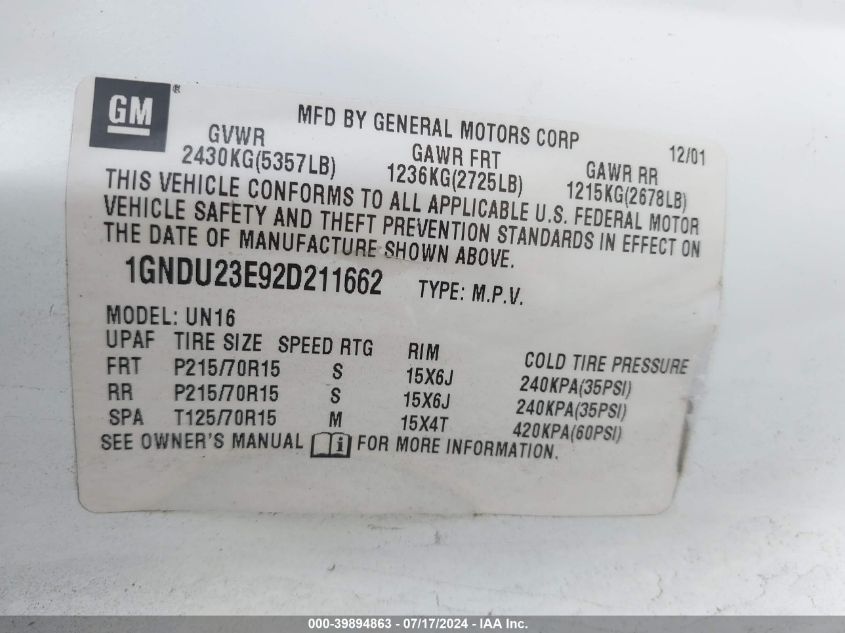 GM ®
MFD BY GENERAL MOTORS CORP 12/01
GVWR GAWR FRT GAWR RR
2430KG(5357LB) 1236KG(2725LB) 1215KG(2678LB)
THIS VEHICLE CONFORMS TO ALL APPLICABLE U.S. FEDERAL MOTOR
VEHICLE SAFETY AND THEFT PREVENTION STANDARDS IN EFFECT ON
THE DATE OF MANUFACTURE SHOWN ABOVE.
1GNDU23E92D211662 TYPE: M.P.V.
MODEL: UN16
UPAF TIRE SIZE SPEED RTG RIM COLD TIRE PRESSURE
FRT P215/70R15 S 15X6J 240KPA(35PSI)
RR P215/70R15 S 15X6J 240KPA(35PSI)
SPA T125/70R15 M 15X4T 420KPA(60PSI)
SEE OWNER'S MANUAL i FOR MORE INFORMATION.
000-39894863 - 07/17/2024 - IAAI Inc.